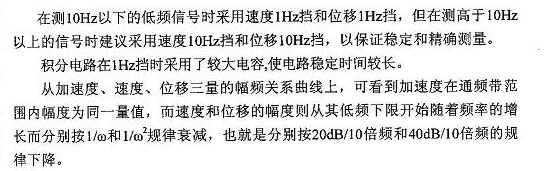 在测10Hz以下的低频信号时采用速度1Hz挡和位移1Hz挡，但在测高于10Hz
以上的信号时建议采用速度10Hz挡和位移10Hz挡，以保证稳定和精确测量。
积分电路在1Hz挡时采用了较大电容,使电路稳定时间较长。
从加速度、速度、位移三量的幅频关系曲线上，可看到加速度在通频带范
围内幅度为同一量值，而速度和位移的幅度则从其低频下限开始随着频率的增
长而分别按1/ω和1/ω²规律衰减，也就是分别按20dB/10倍频和40dB/10倍频的规
律下降。